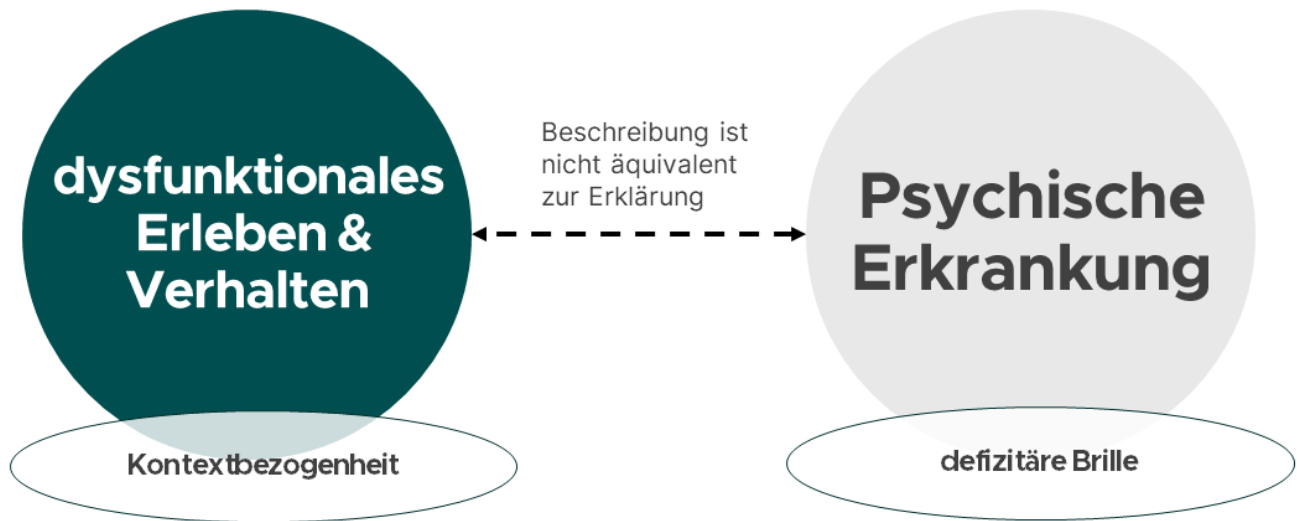 dysfunktionales
Erleben &
Verhalten
Kontextbezogenheit
Beschreibung ist
nicht äquivalent
zur Erklärung
Psychische
Erkrankung
defizitäre Brille